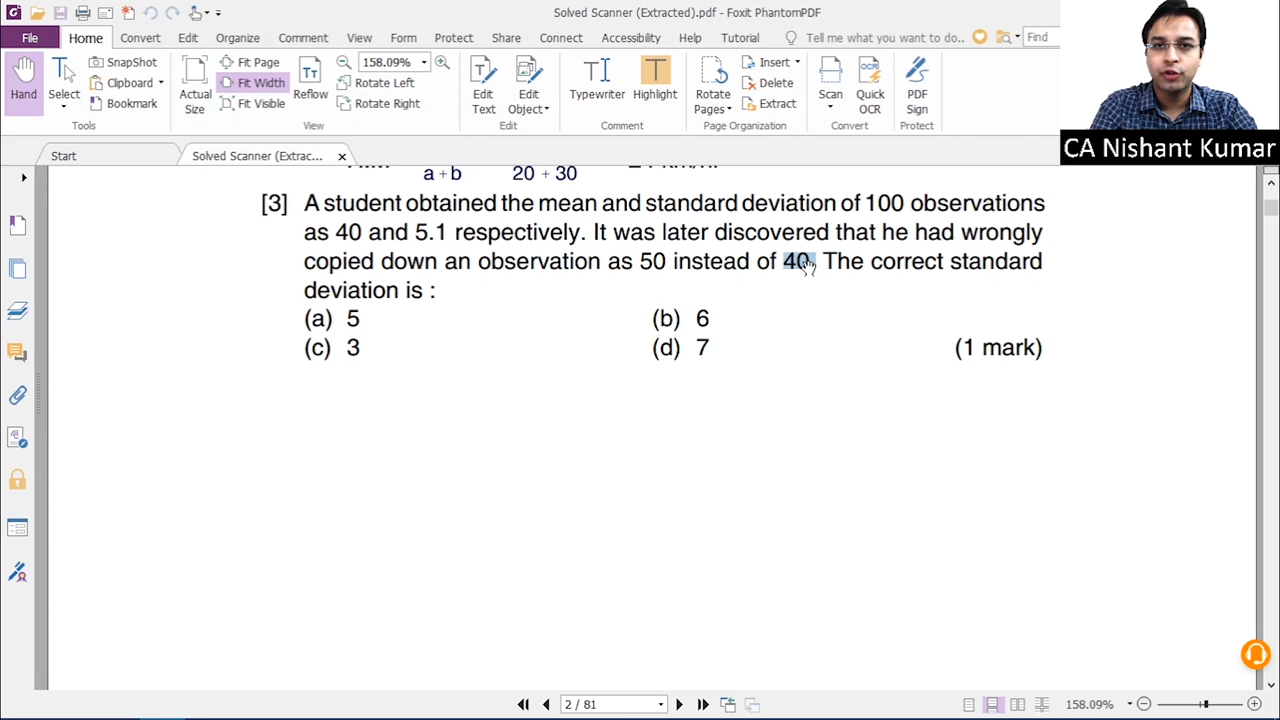 Solved Scanner (Extracted).pdf - Foxit PhantomPDF
File Home Convert Edit Organize Comment View Form Protect Share Connect Accessibility Help Tutorial Tell me what you want to do.. Find
Hand
Select
SnapShot
Clipboard
Bookmark
Tools
Actual Size
Fit Page
Fit Width
Fit Visible
Reflow
158.09%
Rotate Left
Rotate Right
View
Edit Text
Edit Object
Edit
Typewriter
Highlight
Comment
Rotate Pages
Insert
Delete
Extract
Page Organization
Scan
Quick OCR
Convert
PDF Sign
Protect
CA Nishant Kumar
Start
Solved Scanner (Extrac...
a + b 20 + 30
[3] A student obtained the mean and standard deviation of 100 observations
as 40 and 5.1 respectively. It was later discovered that he had wrongly
copied down an observation as 50 instead of 40. The correct standard
deviation is :
(a) 5 (b) 6
(c) 3 (d) 7 (1 mark)
2 / 81
158.09%